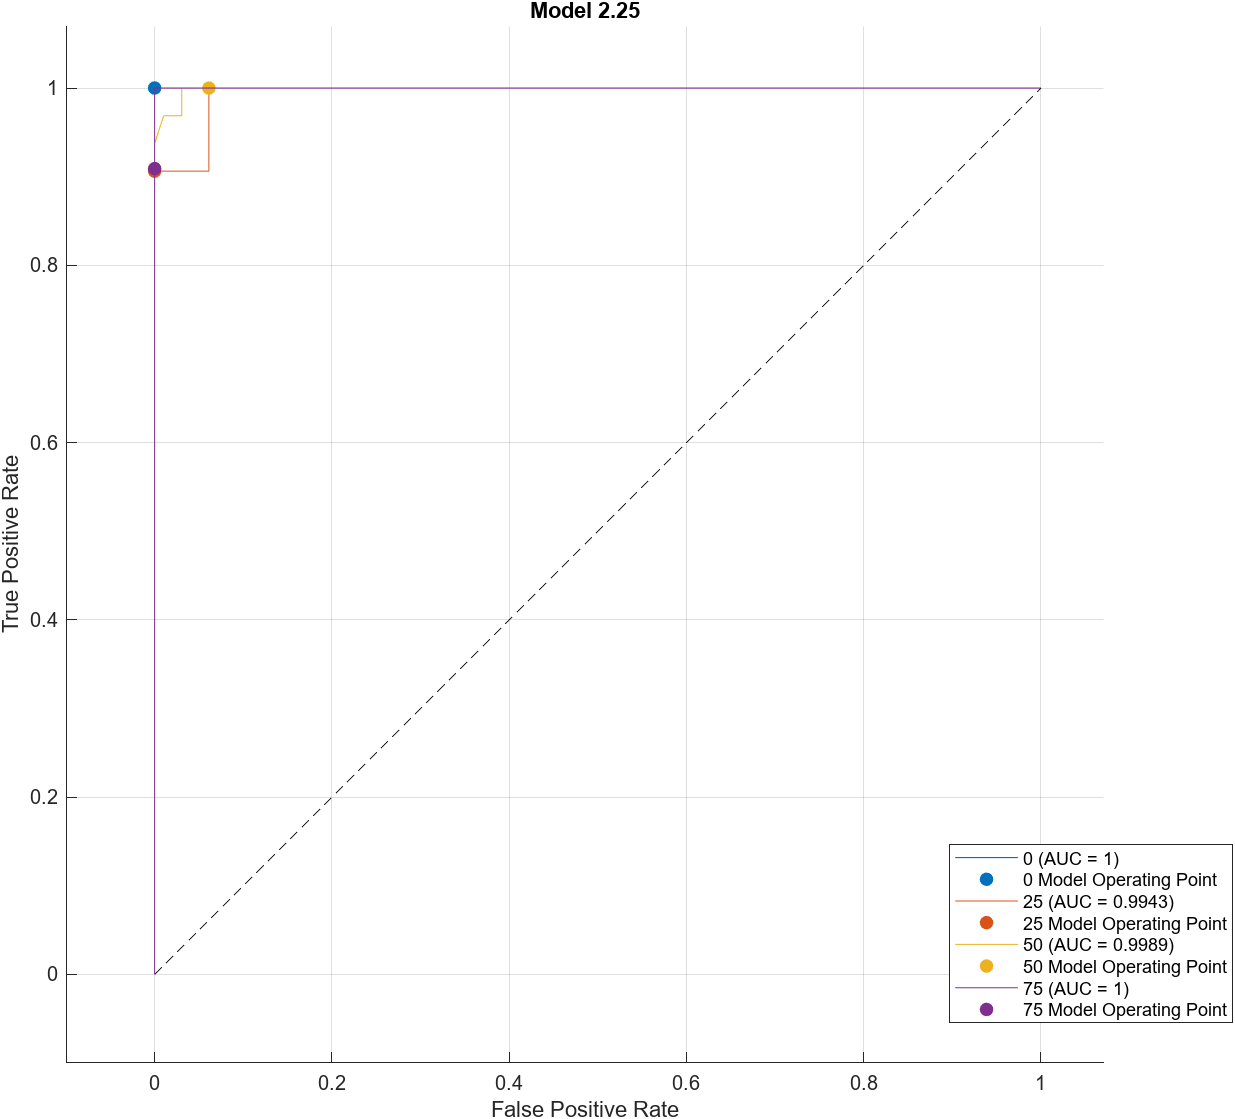 Model 2.25
1
0.8
0.6
0.4
0.2
0
True Positive Rate
0 (AUC = 1)
0 Model Operating Point
25 (AUC = 0.9943)
25 Model Operating Point
50 (AUC = 0.9989)
50 Model Operating Point
75 (AUC = 1)
75 Model Operating Point
0 0.2 0.4 0.6 0.8 1
False Positive Rate